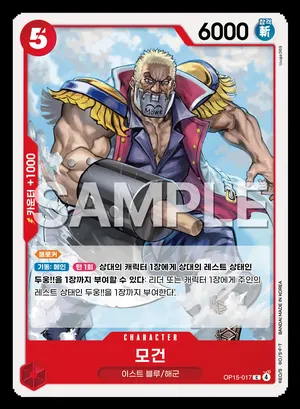 5
6000
참격
斬
카운터 +1000
SAMPLE
블로커
기동: 메인 턴 1회 상대의 캐릭터 1장에게 상대의 레스트 상태인
두웅!!을 1장까지 부여할 수 있다: 리더 또는 캐릭터 1장에게 주인의
레스트 상태인 두웅!!을 1장까지 부여한다.
CHARACTER
모건
이스트 블루/해군
OP15-017 C 4
BANDAI MADE IN KOREA